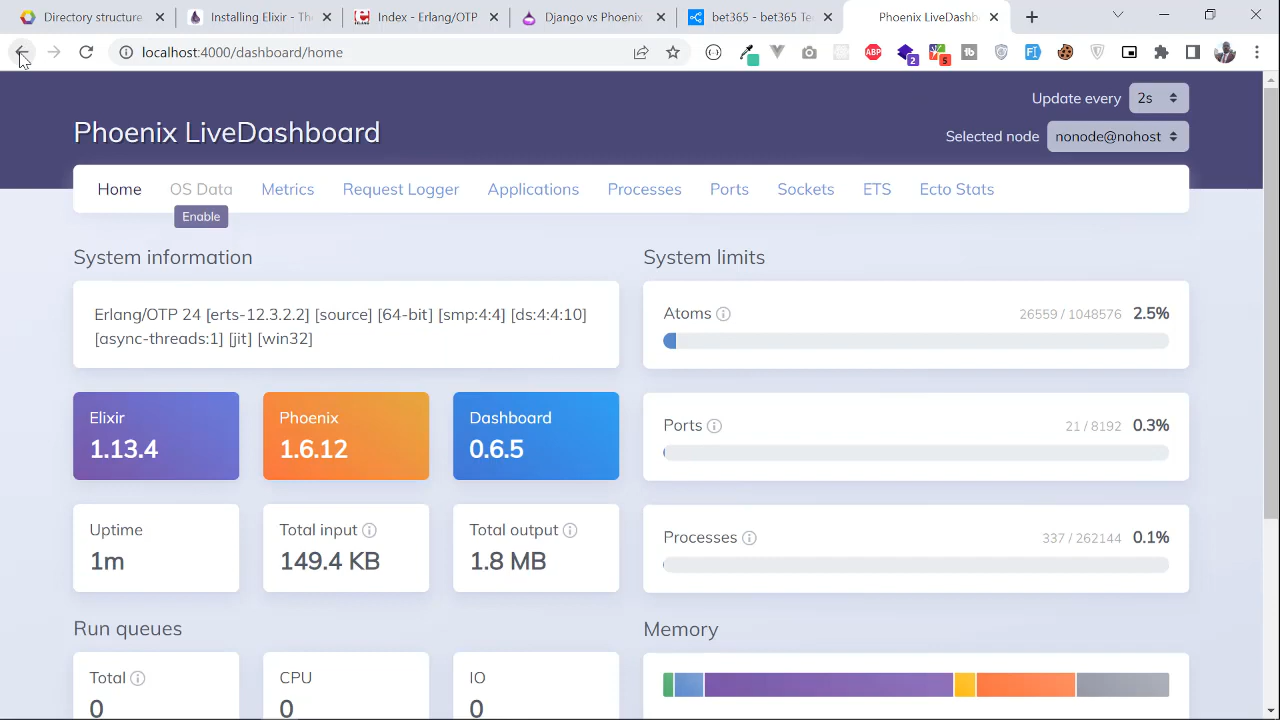 Directory structure
Installing Elixir - The
Index - Erlang/OTP
Django vs Phoenix
bet365 - bet365 Te
Phoenix LiveDashb
localhost:4000/dashboard/home
ABP
2
5
tb
Phoenix LiveDashboard
Update every 2s
Selected node nonode@nohost
Home OS Data Metrics Request Logger Applications Processes Ports Sockets ETS Ecto Stats
Enable
System information
Erlang/OTP 24 [erts-12.3.2.2] [source] [64-bit] [smp:4:4] [ds:4:4:10]
[async-threads:1] [jit] [win32]
Elixir
1.13.4
Phoenix
1.6.12
Dashboard
0.6.5
Uptime
1m
Total input
149.4 KB
Total output
1.8 MB
Run queues
Total
0
CPU
0
IO
0
System limits
Atoms 26559 / 1048576 2.5%
Ports 21 / 8192 0.3%
Processes 337 / 262144 0.1%
Memory